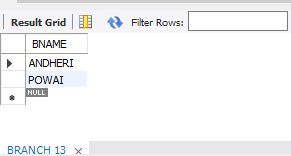 Result Grid Filter Rows:
BNAME
ANDHERI
POWAI
NULL
BRANCH 13 ×